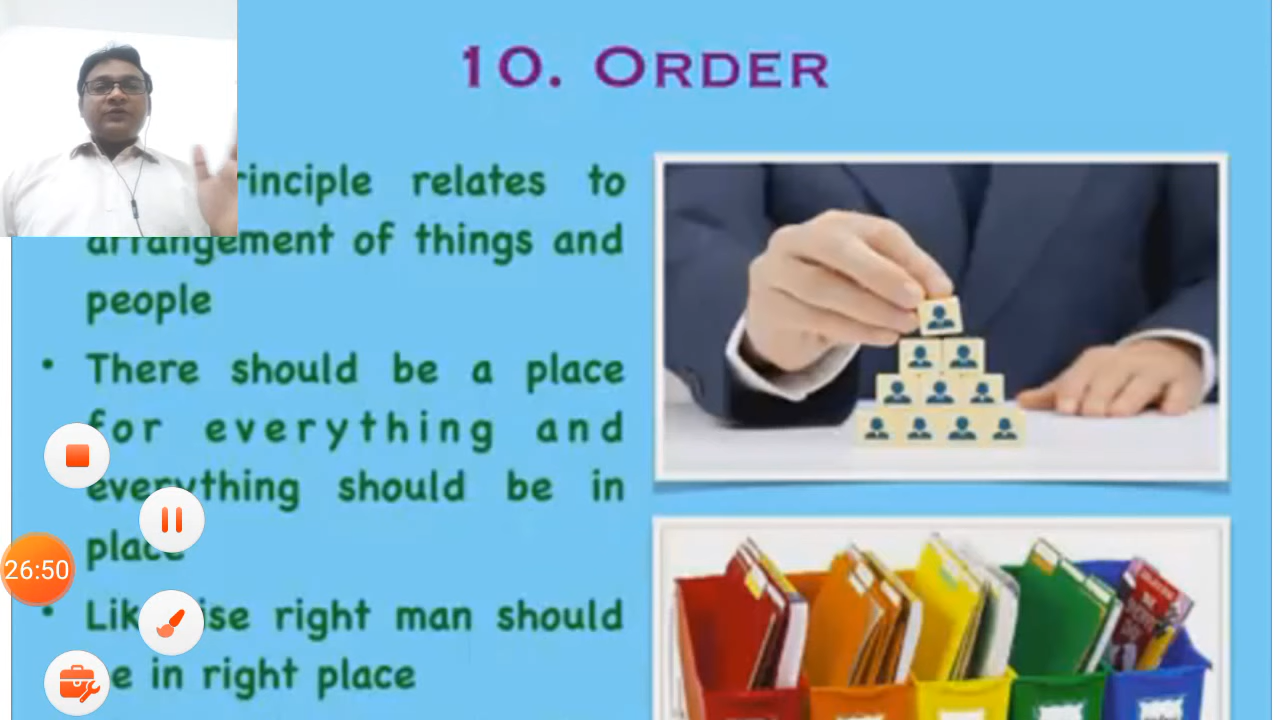 10. ORDER
rinciple relates to
arrangement of things and
people
• There should be a place
for everything and
everything should be in
place
26:50
• Lik ise right man should
e in right place